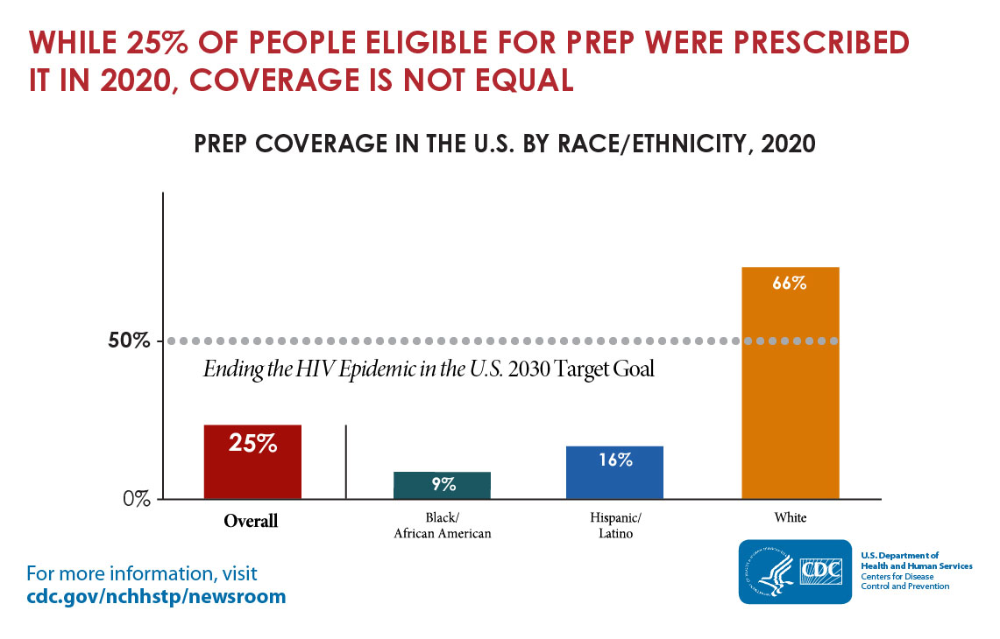 WHILE 25% OF PEOPLE ELIGIBLE FOR PREP WERE PRESCRIBED
IT IN 2020, COVERAGE IS NOT EQUAL
PREP COVERAGE IN THE U.S. BY RACE/ETHNICITY, 2020
66%
50%
Ending the HIV Epidemic in the U.S. 2030 Target Goal
25%
9%
16%
0%
Overall
Black/
African American
Hispanic/
Latino
White
For more information, visit
cdc.gov/nchhstp/newsroom
CDC
U.S. Department of
Health and Human Services
Centers for Disease
Control and Prevention